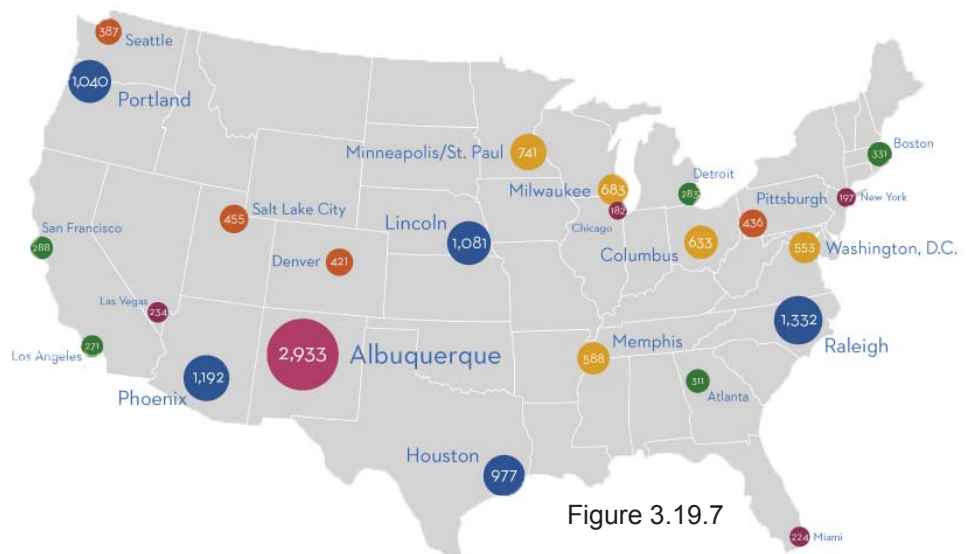 387
Seattle
1,040
Portland
Minneapolis/St. Paul
741
Milwaukee
683
182
Chicago
Detroit
283
Boston
331
Pittsburgh
436
197
New York
Salt Lake City
455
Lincoln
1,081
Denver
421
Columbus
633
553
Washington, D.C.
San Francisco
288
Las Vegas
234
Los Angeles
271
2,933
Albuquerque
1,192
Phoenix
Memphis
588
1,332
Raleigh
311
Atlanta
Houston
977
Figure 3.19.7
224
Miami